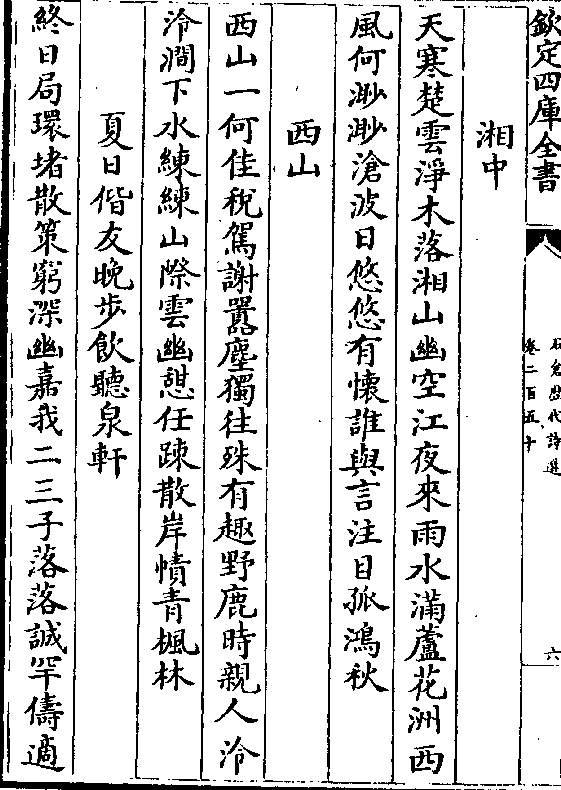 欽定四庫全書
石倉歷代詩選
卷二百五十
六
湘中
天寒楚雲淨木落湘山幽空江夜來雨水滿蘆花洲西
風何渺渺滄波日悠悠有懷誰與言注目孤鴻秋
西山
西山一何佳稅駕謝囂塵獨往殊有趣野鹿時親人泠
泠澗下水練練山際雲幽憇任踈散岸幘青楓林
夏日偕友晚步飲聽泉軒
終日局環堵散策窮深幽嘉我二三子落落誠罕儔適